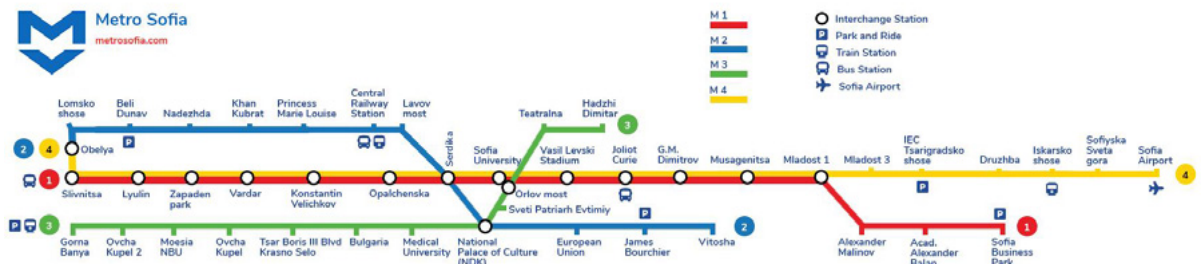 Metro Sofia
metrosofia.com
M 1
M 2
M 3
M 4
Interchange Station
P Park and Ride
Train Station
Bus Station
Sofia Airport
Lomsko
shose
Beli
Dunav
Nadezhda
Khan
Kubrat
Princess
Marie Louise
Central
Railway
Station
Lavov
most
Teatralna
Hadzhi
Dimitar
3
P
2 4 Obelya
Serdika
Sofia
University
Vasil Levski
Stadium
Joliot
Curie
G.M.
Dimitrov
Musagenitsa
Mladost 1
Mladost 3
IEC
Tsarigradsko
shose
Druzhba
Iskarsko
shose
Sofiyska
Sveta
gora
Sofia
Airport
1
4
Slivnitsa
Lyulin
Zapaden
park
Vardar
Konstantin
Velichkov
Opalchenska
Orlov most
P
Sveti Patriarh Evtimiy
P 3
P
2
P
1
Gorna
Banya
Ovcha
Kupel 2
Moesia
NBU
Ovcha
Kupel
Tsar Boris III Blvd
Krasno Selo
Bulgaria
Medical
University
National
Palace of Culture
(NDK)
European
Union
James
Bourchier
Vitosha
Alexander
Malinov
Acad.
Alexander
Balan
Sofia
Business
Park